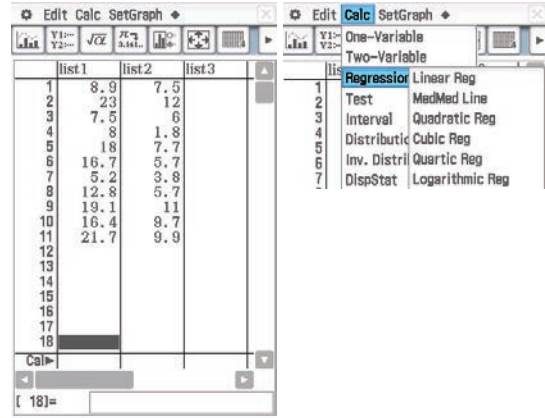 Edit Calc SetGraph
list1 list2 list3
1 8.9 7.5
2 23 12
3 7.5 6
4 8 1.8
5 18 7.7
6 16.7 5.7
7 5.2 3.8
8 12.8 5.7
9 19.1 11
10 16.4 8.7
11 21.7 9.9
12
13
14
15
16
17
18
Cal▶
[ 18]=
Edit Calc SetGraph
One-Variable
Two-Variable
Regression Linear Reg
Test MedMed Line
Interval Quadratic Reg
Distributic Cubic Reg
Inv. Distri Quartic Reg
DispStat Logarithmic Reg
1
2
3
4
5
6
7